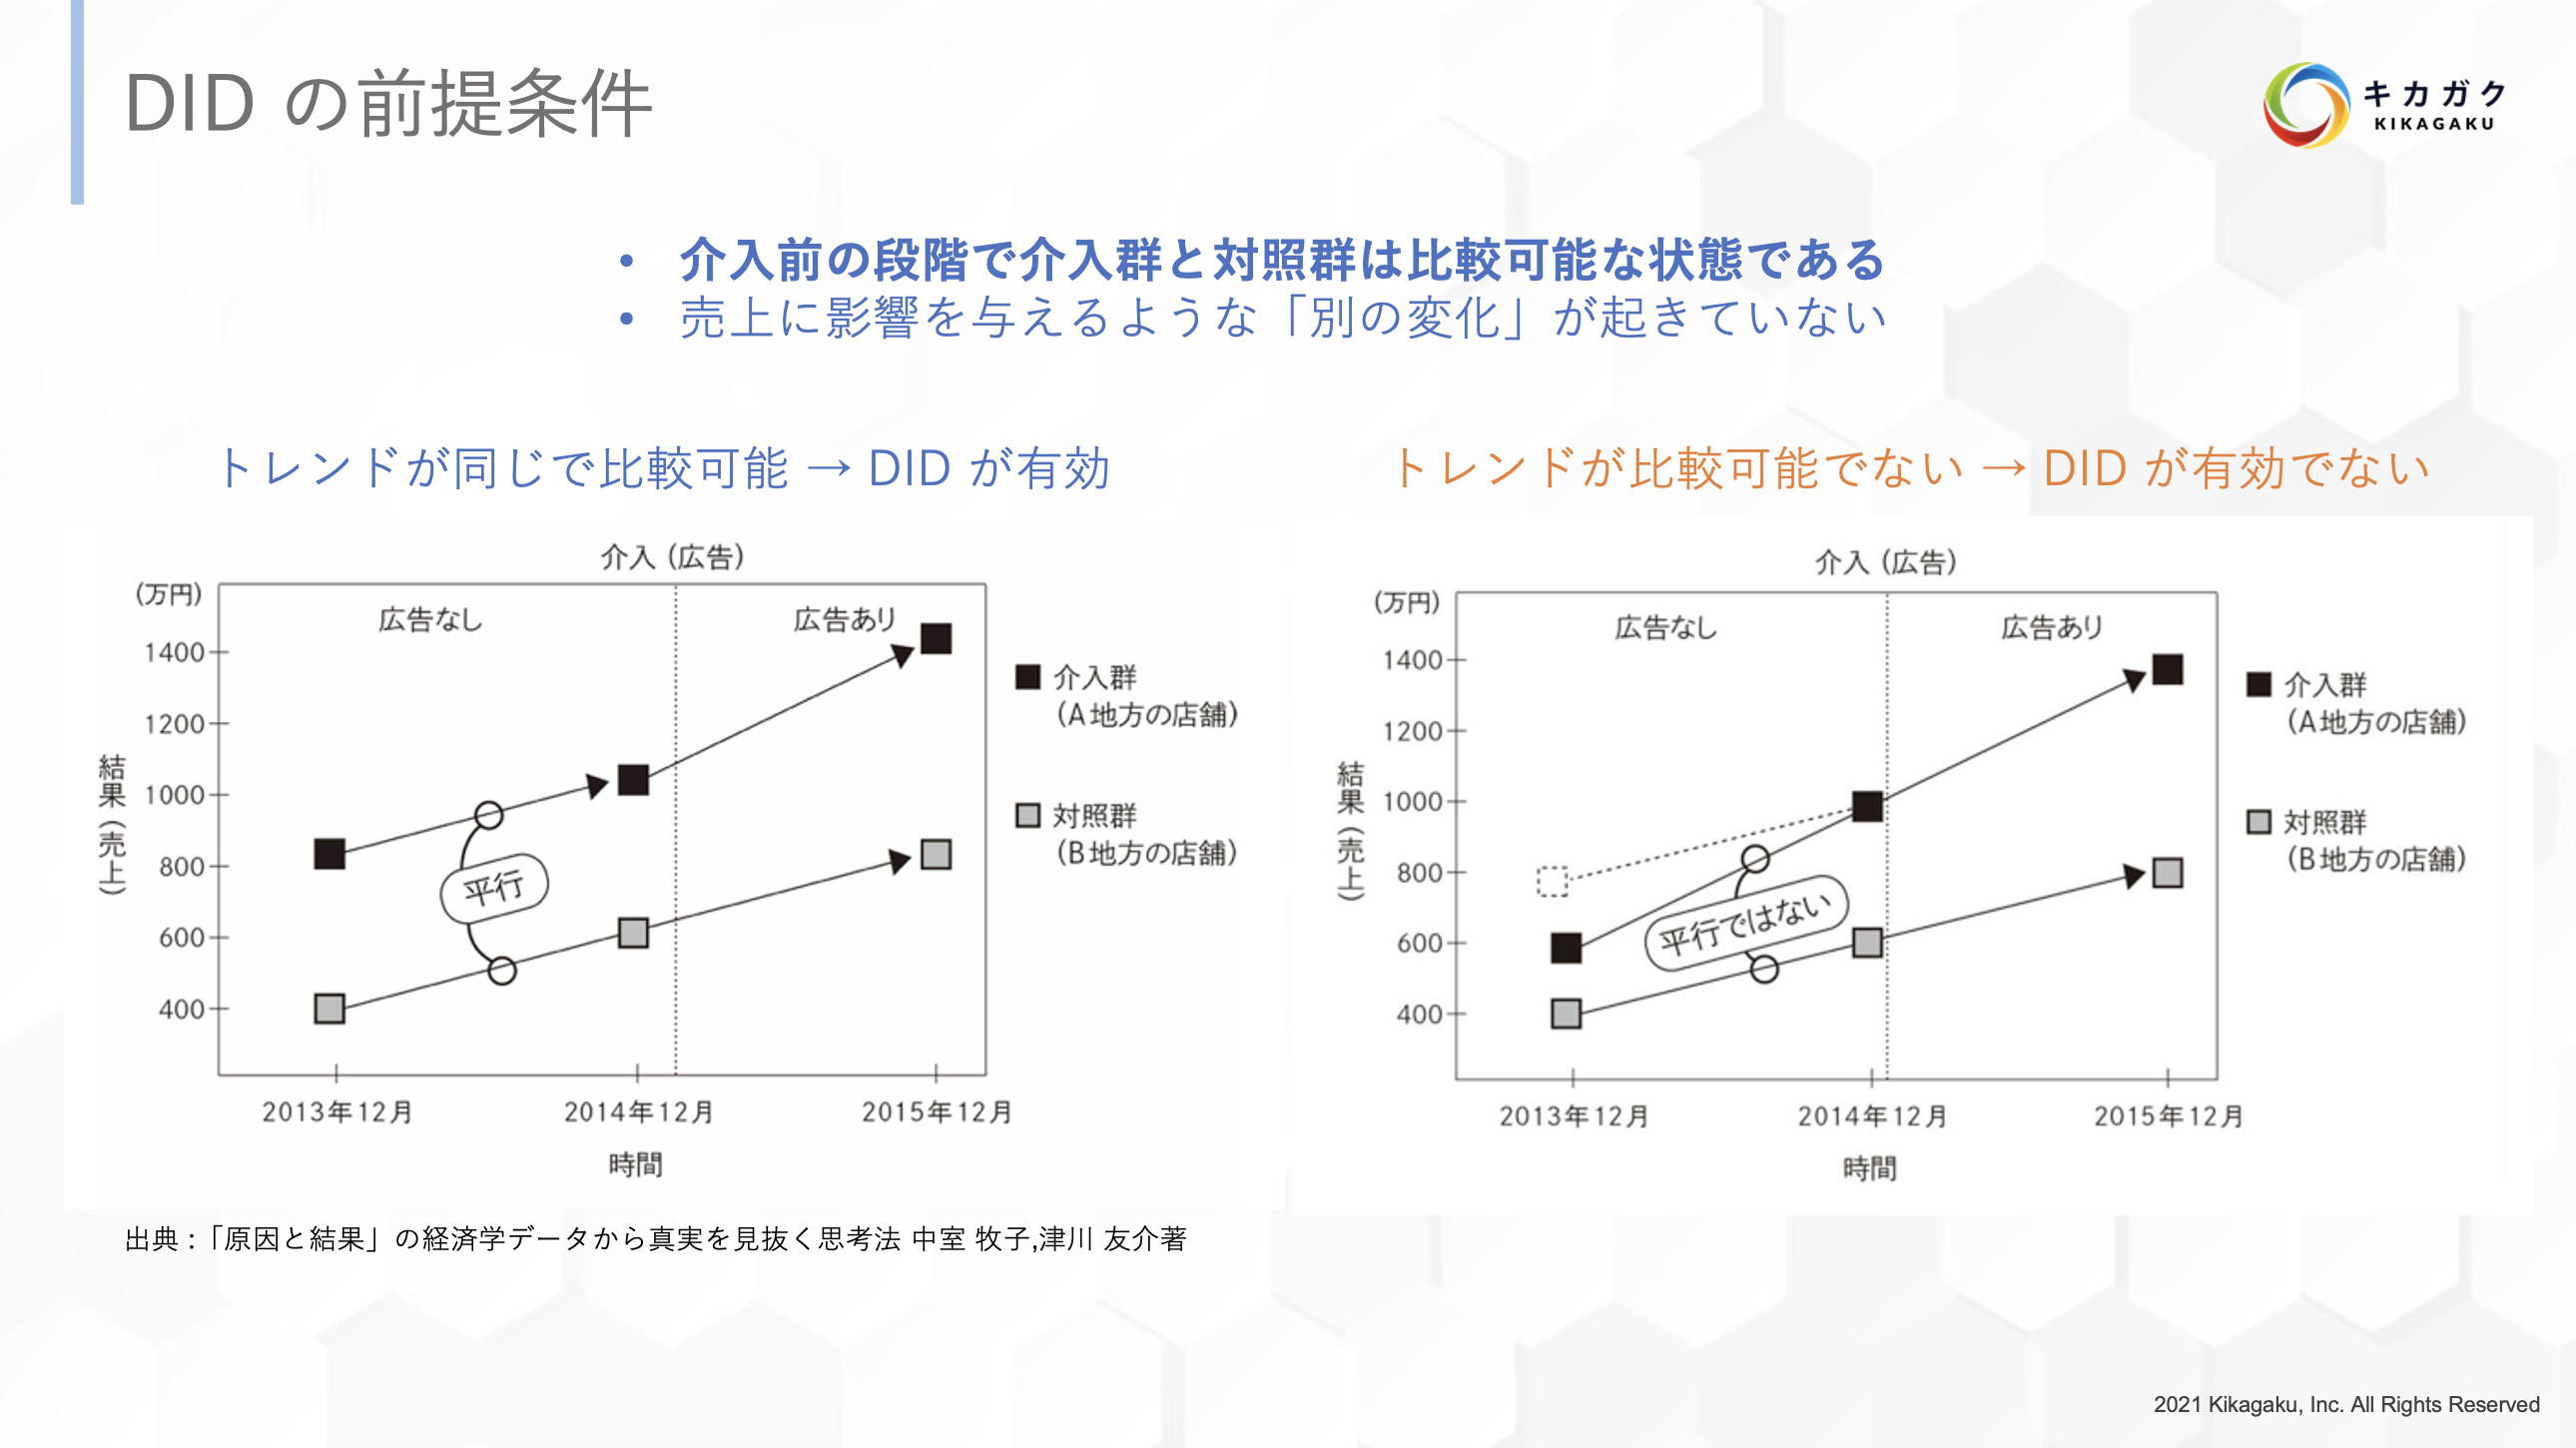 DID の前提条件
キカガク
KIKAGAKU
• 介入前の段階で介入群と対照群は比較可能な状態である
• 売上に影響を与えるような「別の変化」が起きていない
トレンドが同じで比較可能 → DID が有効
介入（広告）
（万円）
広告なし
広告あり
1400
1200
1000
800
600
400
結果（売上）
平行
介入群
（A地方の店舗）
対照群
（B地方の店舗）
2013年12月
2014年12月
2015年12月
時間
トレンドが比較可能でない → DID が有効でない
介入（広告）
（万円）
広告なし
広告あり
1400
1200
1000
800
600
400
結果（売上）
平行ではない
介入群
（A地方の店舗）
対照群
（B地方の店舗）
2013年12月
2014年12月
2015年12月
時間
出典：「原因と結果」の経済学データから真実を見抜く思考法 中室 牧子,津川 友介著
2021 Kikagaku, Inc. All Rights Reserved